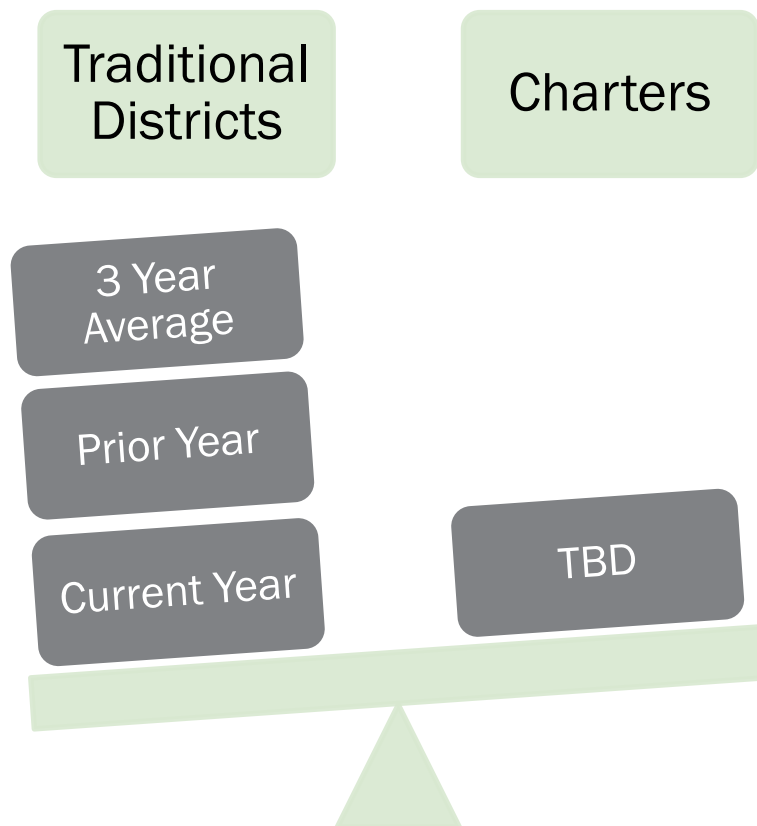 Traditional
Districts
Charters
3 Year
Average
Prior Year
Current Year
TBD